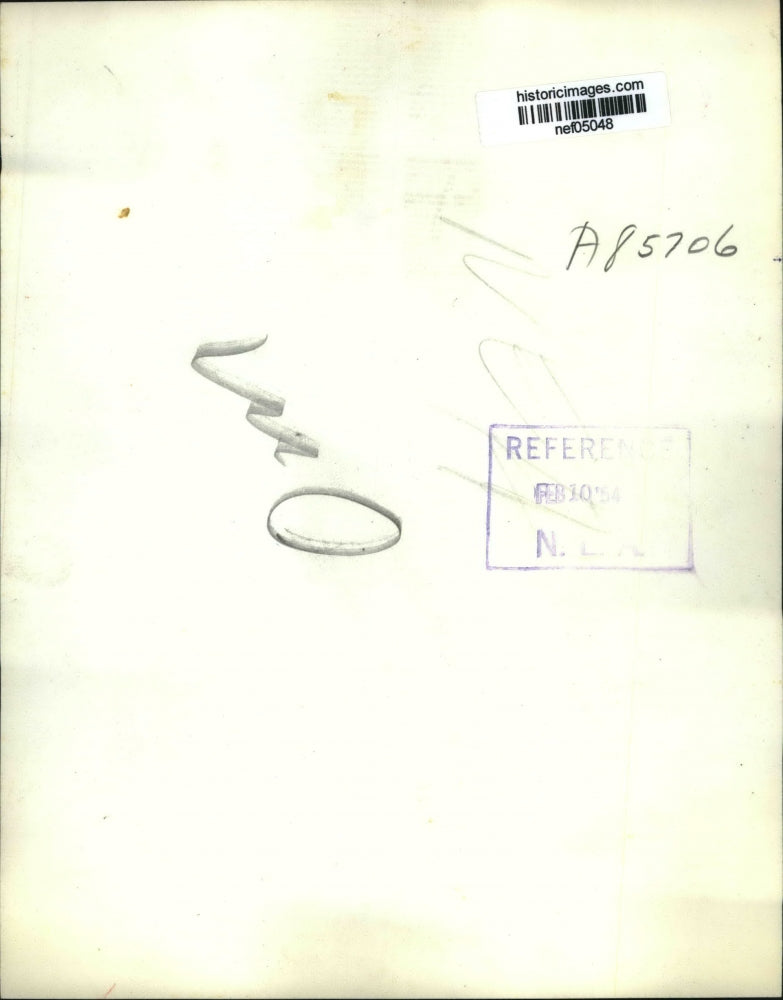 historicimages.com
nef05048
A85706
REFERENCE
FEB 10 '54
N. E. A.